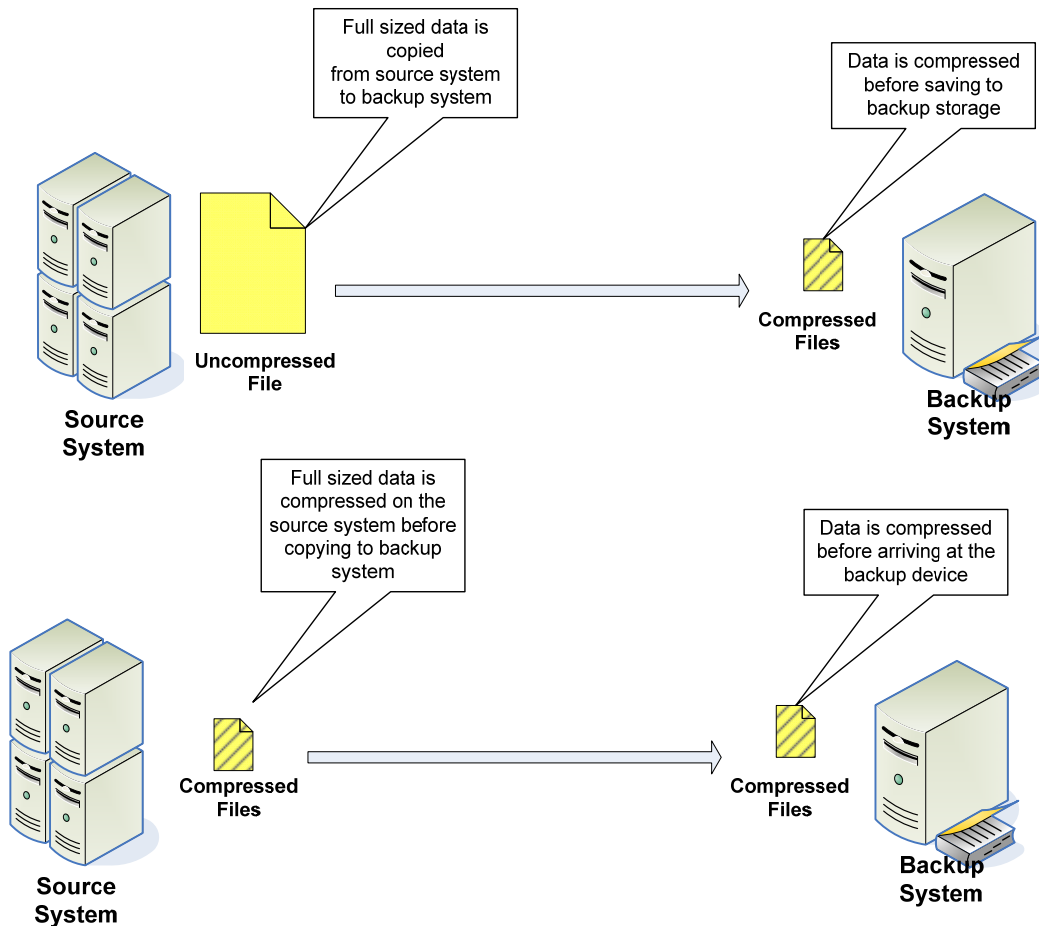 Full sized data is
copied
from source system
to backup system
Data is compressed
before saving to
backup storage
Uncompressed
File
Compressed
Files
Source
System
Backup
System
Full sized data is
compressed on the
source system before
copying to backup
system
Data is compressed
before arriving at the
backup device
Compressed
Files
Compressed
Files
Source
System
Backup
System